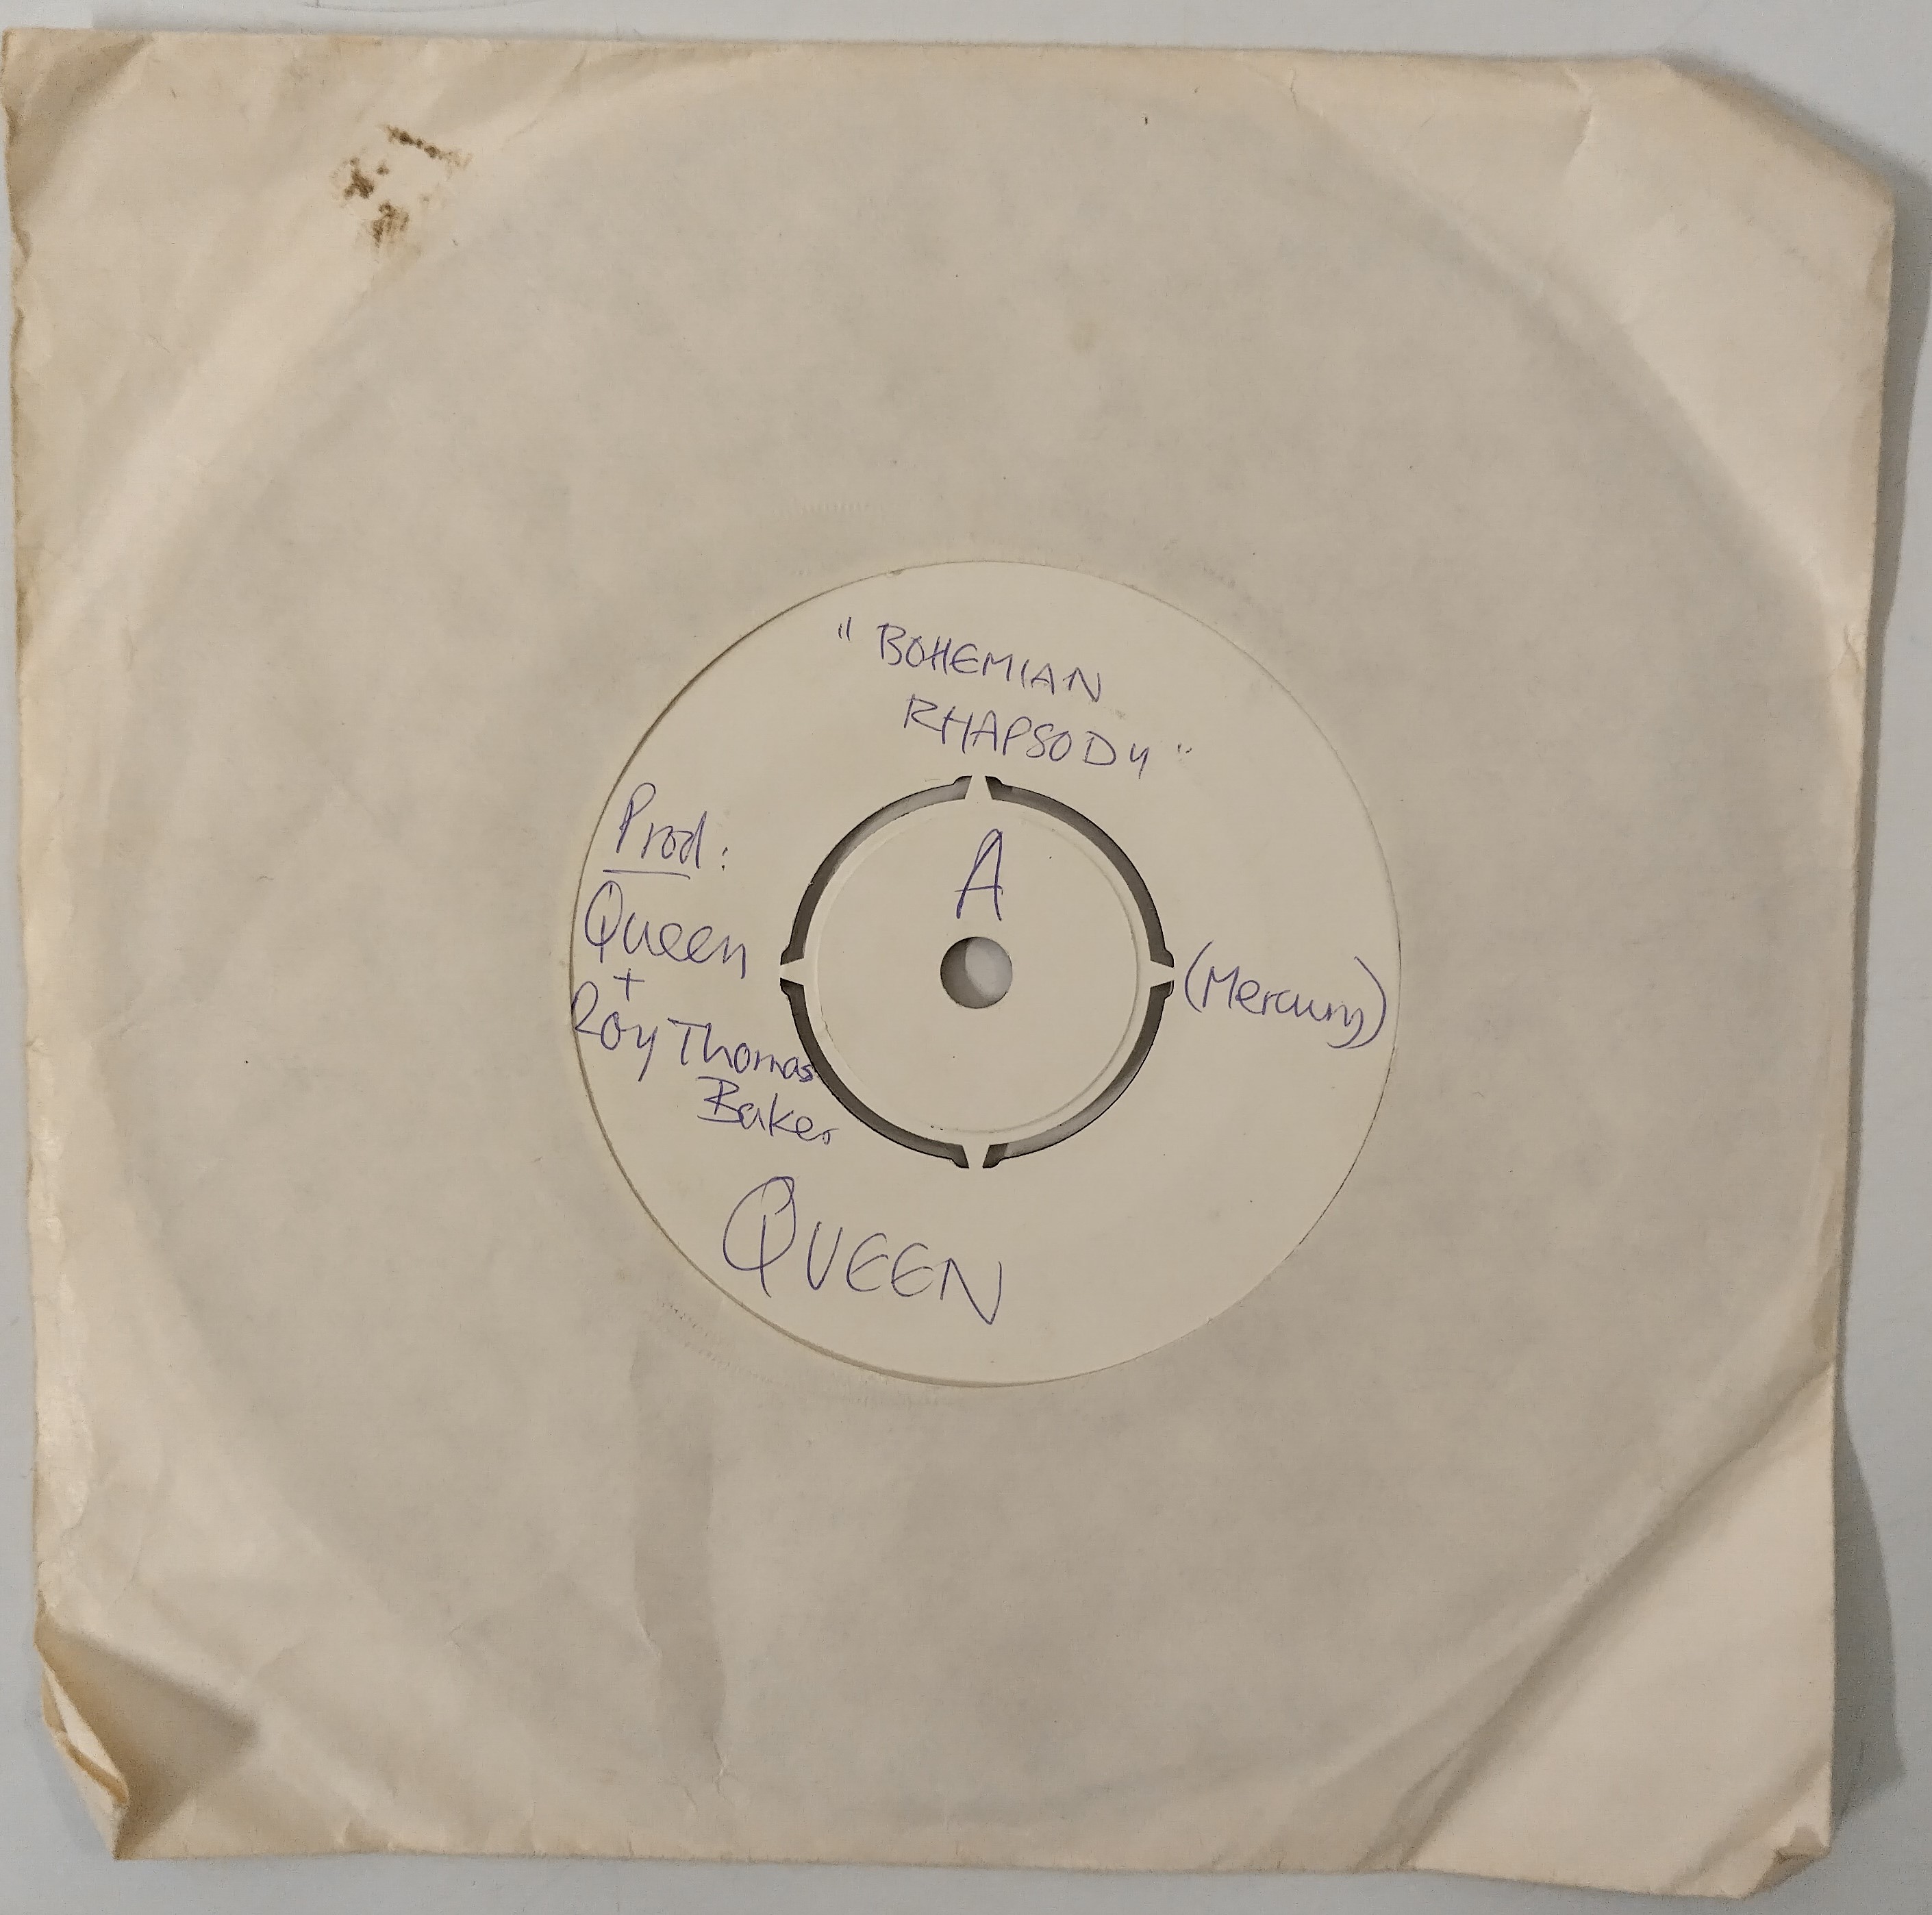 "BOHEMIAN
RHAPSODY"
Prod:
Queen
+
Roy Thomas
Baker
A
(Mercury)
QUEEN